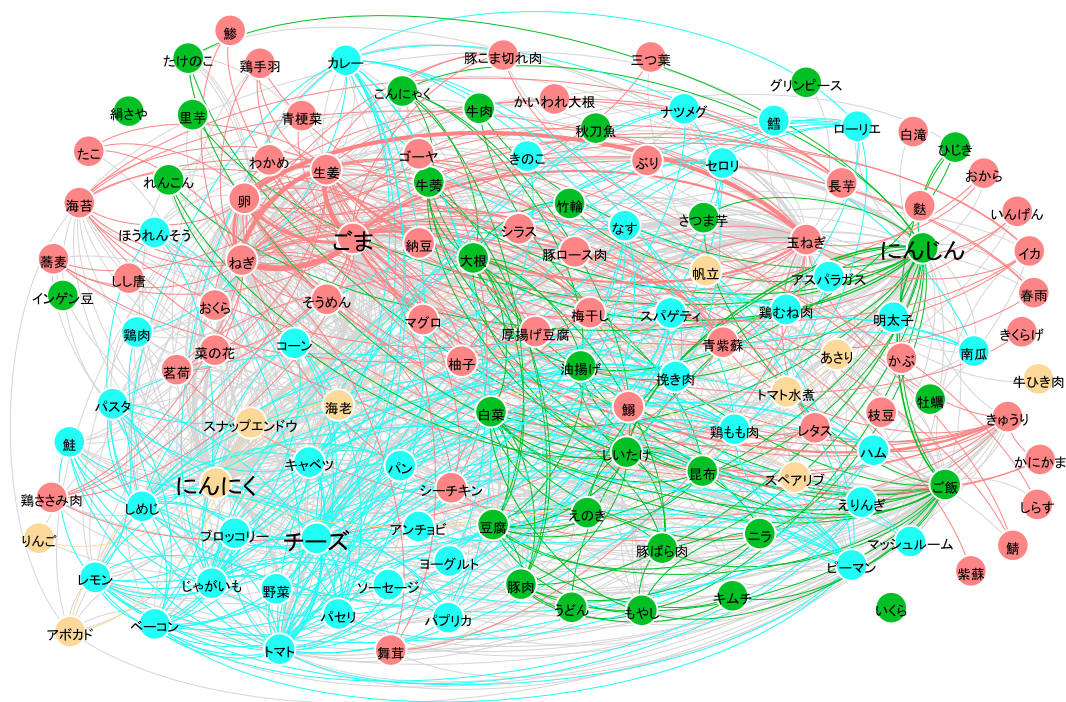 鯵
たけのこ
鶏手羽
カレー
豚こま切れ肉
三つ葉
グリンピース
絹さや
里芋
青梗菜
こんにゃく
牛肉
かいわれ大根
秋刀魚
ナツメグ
鱈
ローリエ
白滝
ひじき
たこ
わかめ
生姜
ゴーヤ
きのこ
ぶり
セロリ
おから
れんこん
牛蒡
長芋
海苔
卵
竹輪
麩
いんげん
ほうれんそう
ごま
納豆
シラス
なす
さつま芋
玉ねぎ
にんじん
イカ
蕎麦
ねぎ
大根
豚ロース肉
帆立
アスパラガス
しし唐
インゲン豆
おくら
そうめん
春雨
鶏肉
マグロ
梅干し
スパゲティ
鶏むね肉
明太子
厚揚げ豆腐
きくらげ
菜の花
コーン
青紫蘇
南瓜
茗荷
柚子
油揚げ
あさり
かぶ
挽き肉
牛ひき肉
パスタ
海老
トマト水煮
スナップエンドウ
白菜
鰯
牡蠣
枝豆
きゅうり
鮭
鶏もも肉
レタス
キャベツ
パン
しいたけ
ハム
かにかま
にんにく
シーチキン
昆布
スペアリブ
ご飯
鶏ささみ肉
しめじ
えりんぎ
しらす
りんご
ブロッコリー
チーズ
アンチョビ
豆腐
えのき
ニラ
マッシュルーム
鯖
豚ばら肉
レモン
じゃがいも
野菜
ソーセージ
ヨーグルト
豚肉
ピーマン
紫蘇
アボカド
ベーコン
パセリ
パプリカ
うどん
もやし
キムチ
いくら
トマト
舞茸